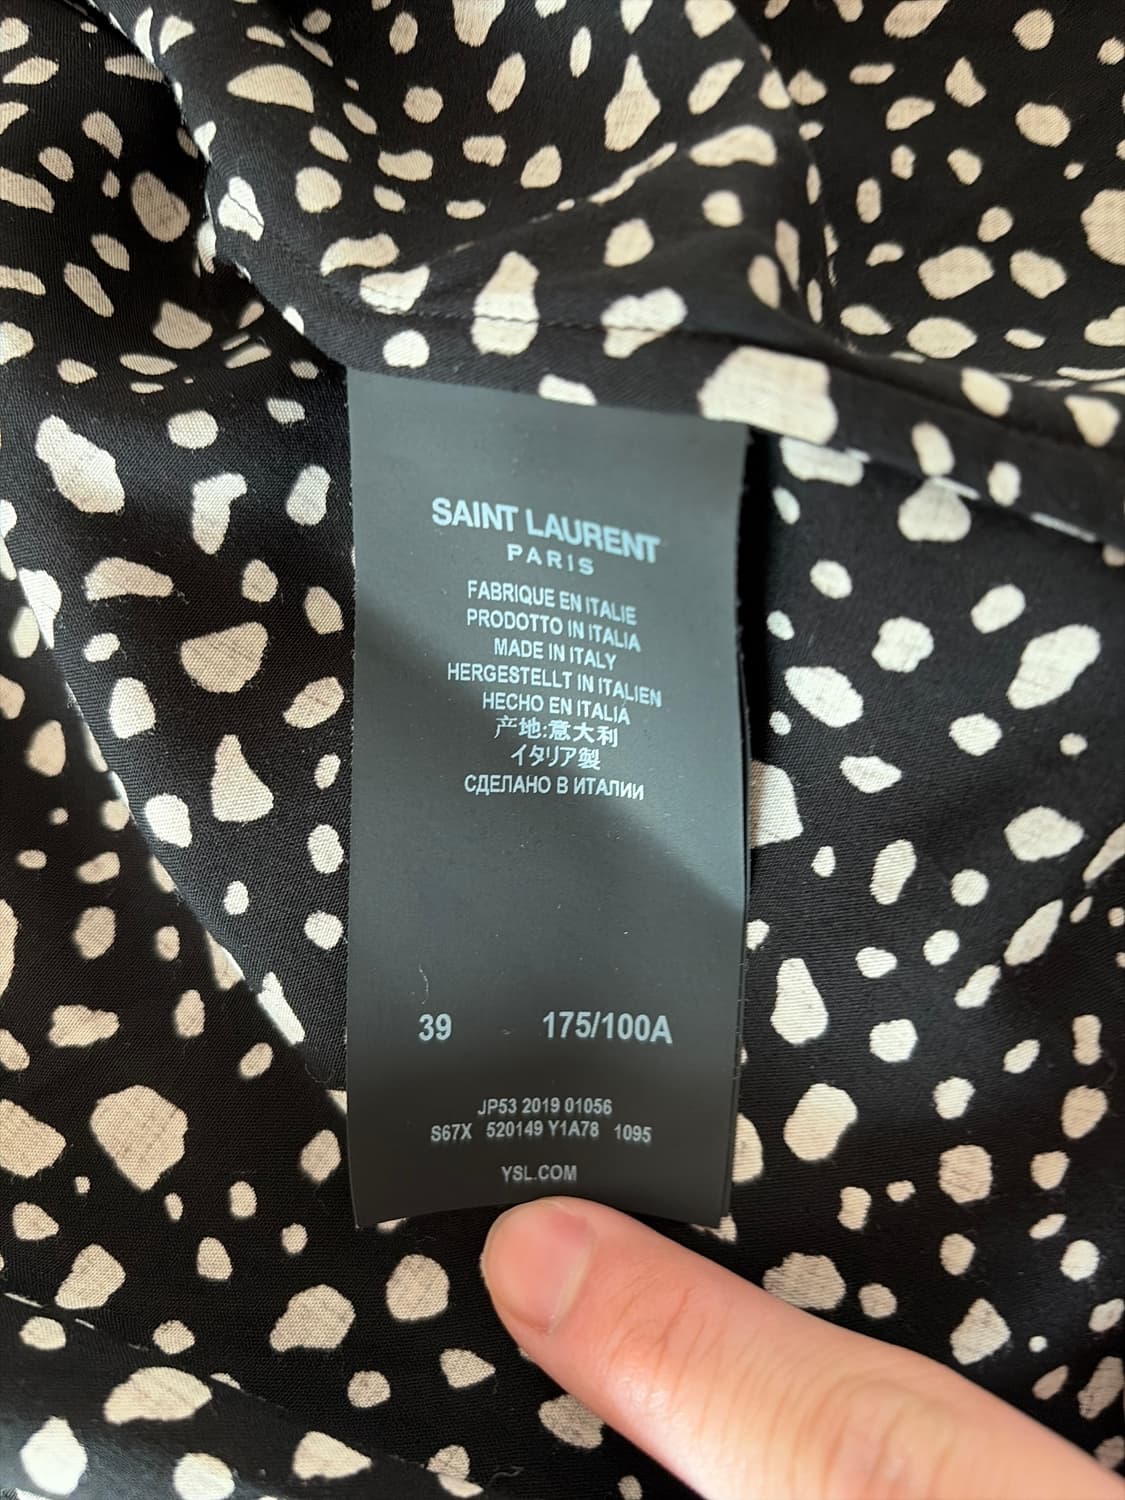 SAINT LAURENT
PARIS
FABRIQUE EN ITALIE
PRODOTTO IN ITALIA
MADE IN ITALY
HERGESTELLT IN ITALIEN
HECHO EN ITALIA
产地:意大利
イタリア製
СДЕЛАНО В ИТАЛИИ
39 175/100A
JP53 2019 01056
S67X 520149 Y1A78 1095
YSL.COM